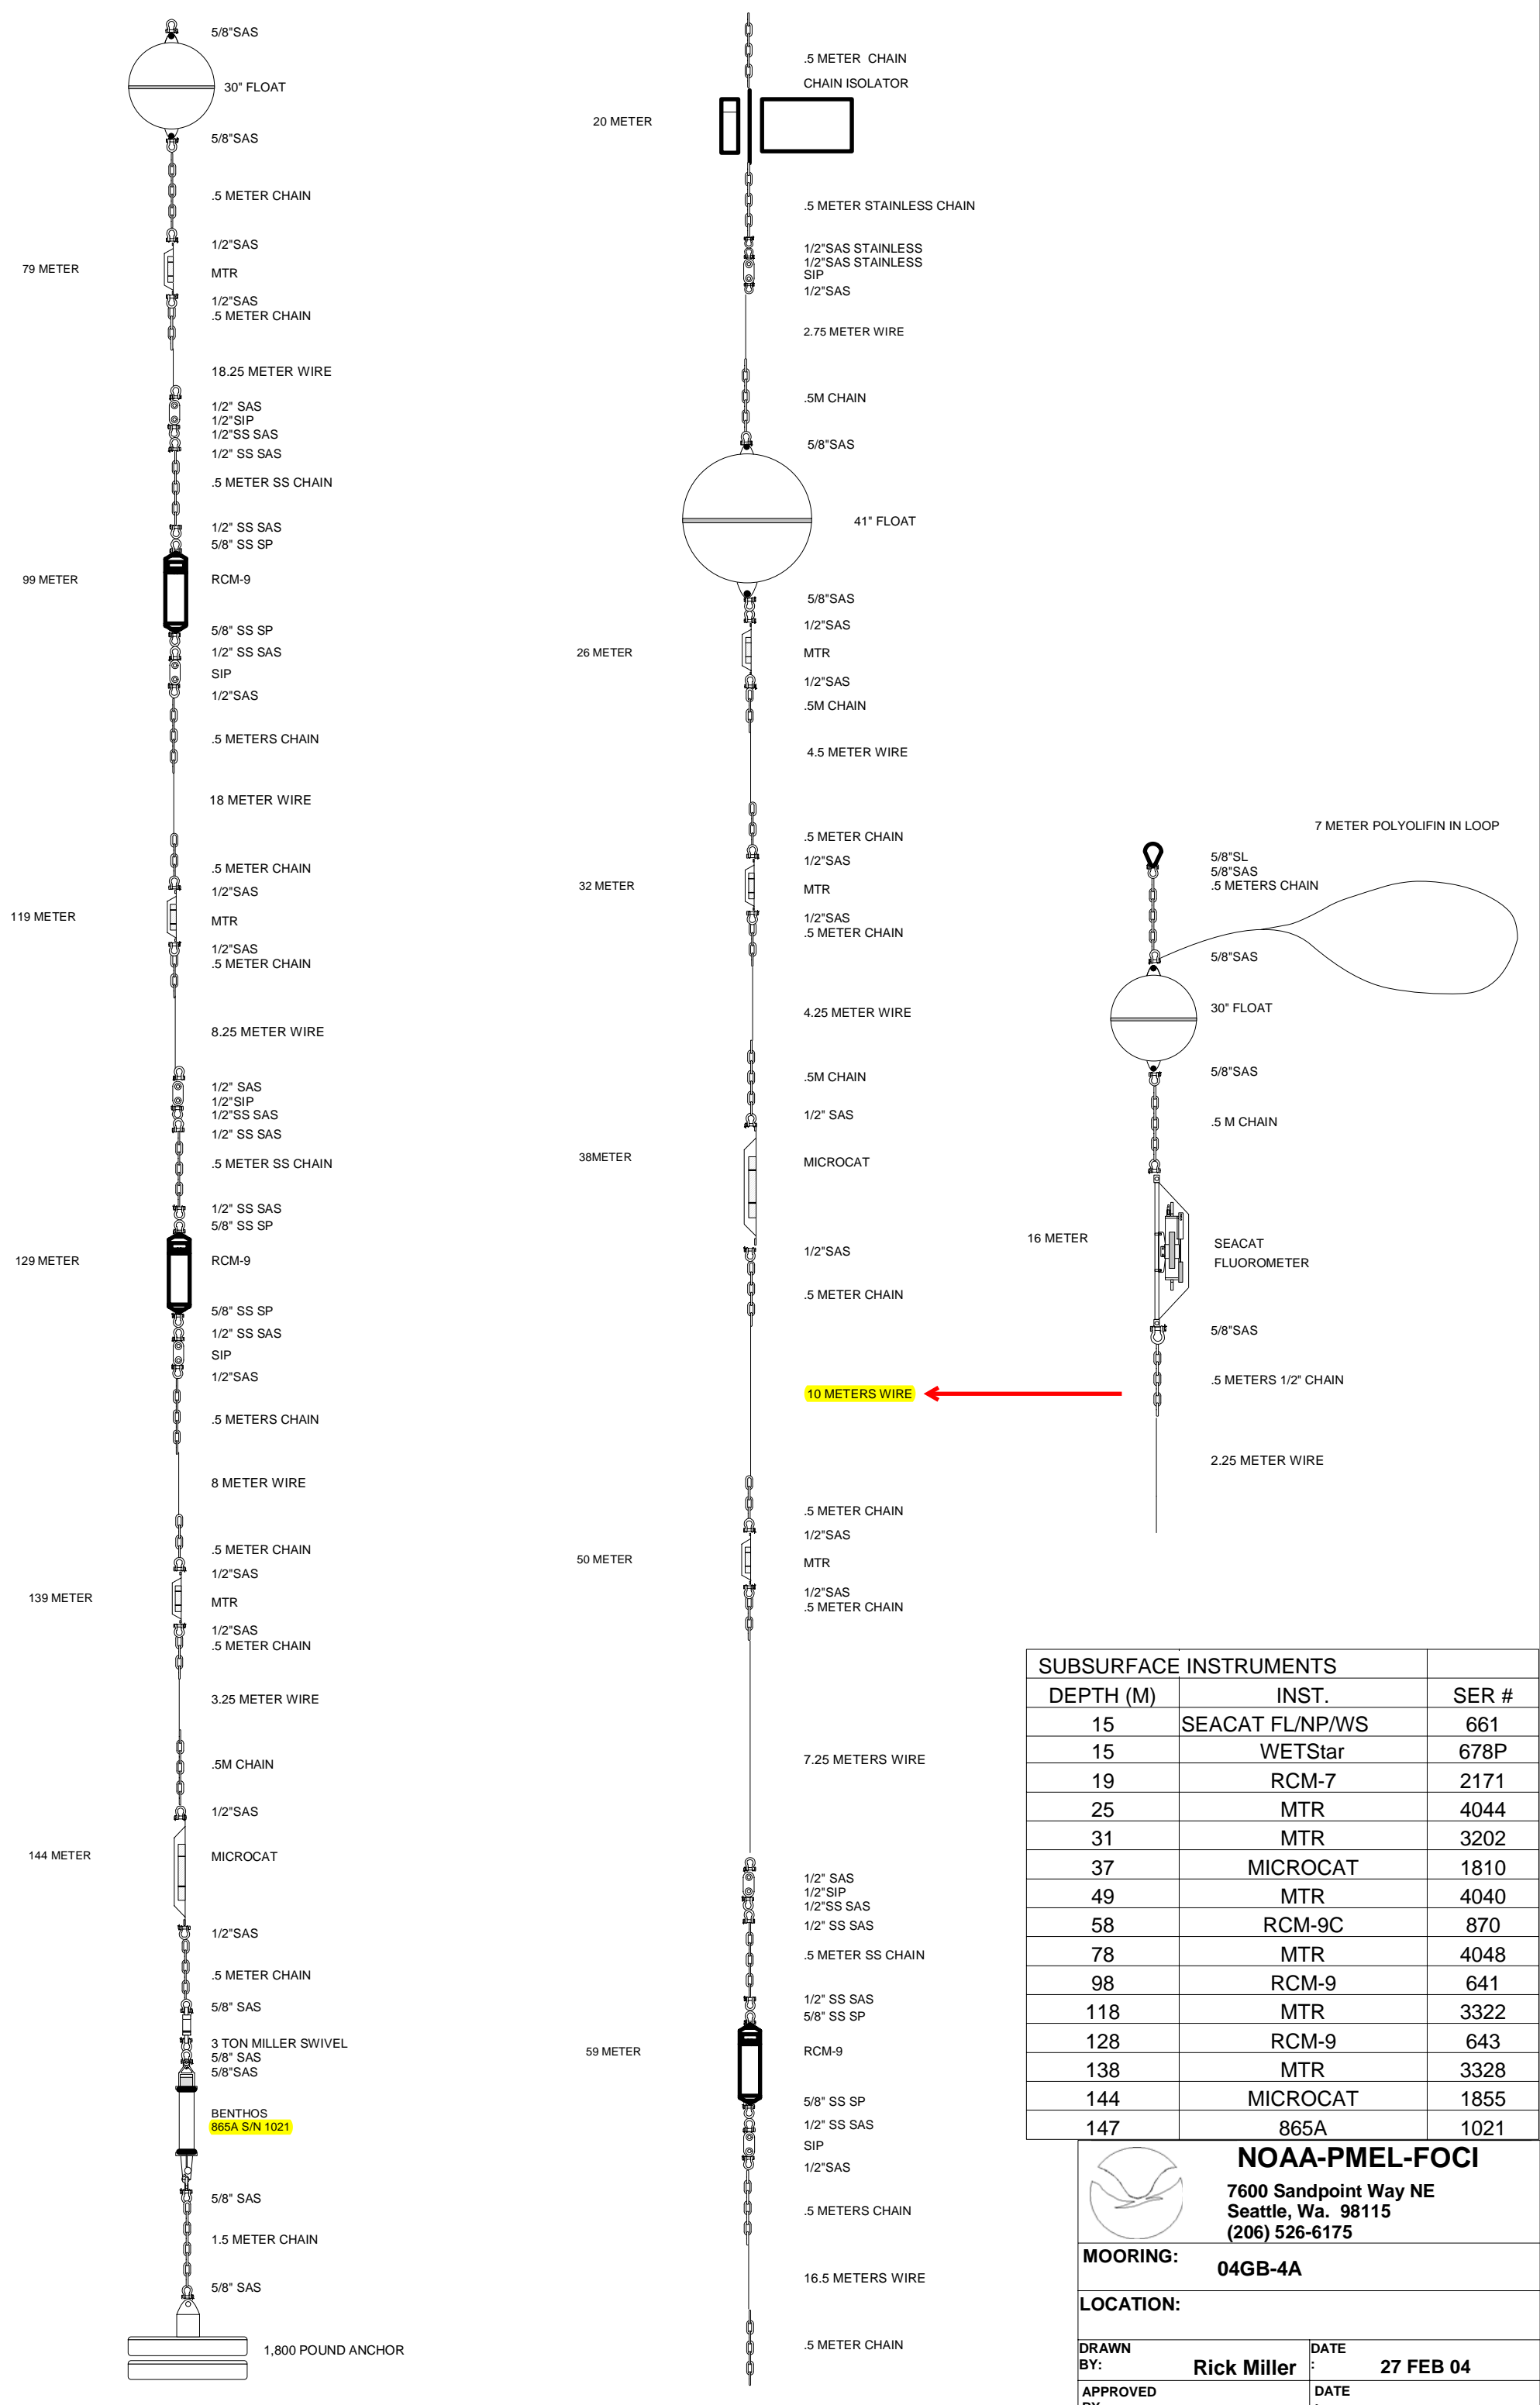 5/8"SAS
30" FLOAT
5/8"SAS
.5 METER CHAIN
1/2"SAS
79 METER
MTR
1/2"SAS
.5 METER CHAIN
18.25 METER WIRE
1/2" SAS
1/2"SIP
1/2"SS SAS
1/2" SS SAS
.5 METER SS CHAIN
1/2" SS SAS
5/8" SS SP
99 METER
RCM-9
5/8" SS SP
1/2" SS SAS
SIP
1/2"SAS
.5 METERS CHAIN
18 METER WIRE
.5 METER CHAIN
1/2"SAS
119 METER
MTR
1/2"SAS
.5 METER CHAIN
8.25 METER WIRE
1/2" SAS
1/2"SIP
1/2"SS SAS
1/2" SS SAS
.5 METER SS CHAIN
1/2" SS SAS
5/8" SS SP
129 METER
RCM-9
5/8" SS SP
1/2" SS SAS
SIP
1/2"SAS
.5 METERS CHAIN
8 METER WIRE
.5 METER CHAIN
1/2"SAS
139 METER
MTR
1/2"SAS
.5 METER CHAIN
3.25 METER WIRE
.5M CHAIN
1/2"SAS
144 METER
MICROCAT
1/2"SAS
.5 METER CHAIN
5/8" SAS
3 TON MILLER SWIVEL
5/8" SAS
5/8"SAS
BENTHOS
865A S/N 1021
5/8" SAS
1.5 METER CHAIN
5/8" SAS
1,800 POUND ANCHOR
.5 METER CHAIN
CHAIN ISOLATOR
20 METER
.5 METER STAINLESS CHAIN
1/2"SAS STAINLESS
1/2"SAS STAINLESS
SIP
1/2"SAS
2.75 METER WIRE
.5M CHAIN
5/8"SAS
41" FLOAT
5/8"SAS
1/2"SAS
26 METER
MTR
1/2"SAS
.5M CHAIN
4.5 METER WIRE
.5 METER CHAIN
1/2"SAS
32 METER
MTR
1/2"SAS
.5 METER CHAIN
4.25 METER WIRE
.5M CHAIN
1/2" SAS
38METER
MICROCAT
1/2"SAS
.5 METER CHAIN
10 METERS WIRE
.5 METER CHAIN
1/2"SAS
50 METER
MTR
1/2"SAS
.5 METER CHAIN
7.25 METERS WIRE
1/2" SAS
1/2"SIP
1/2"SS SAS
1/2" SS SAS
.5 METER SS CHAIN
1/2" SS SAS
5/8" SS SP
59 METER
RCM-9
5/8" SS SP
1/2" SS SAS
SIP
1/2"SAS
.5 METERS CHAIN
16.5 METERS WIRE
.5 METER CHAIN
7 METER POLYOLIFIN IN LOOP
5/8"SL
5/8"SAS
.5 METERS CHAIN
5/8"SAS
30" FLOAT
5/8"SAS
.5 M CHAIN
16 METER
SEACAT
FLUOROMETER
5/8"SAS
.5 METERS 1/2" CHAIN
2.25 METER WIRE
SUBSURFACE INSTRUMENTS
DEPTH (M) INST. SER #
15 SEACAT FL/NP/WS 661
15 WETStar 678P
19 RCM-7 2171
25 MTR 4044
31 MTR 3202
37 MICROCAT 1810
49 MTR 4040
58 RCM-9C 870
78 MTR 4048
98 RCM-9 641
118 MTR 3322
128 RCM-9 643
138 MTR 3328
144 MICROCAT 1855
147 865A 1021
NOAA-PMEL-FOCI
7600 Sandpoint Way NE
Seattle, Wa. 98115
(206) 526-6175
MOORING: 04GB-4A
LOCATION:
DRAWN BY: Rick Miller DATE : 27 FEB 04
APPROVED DATE